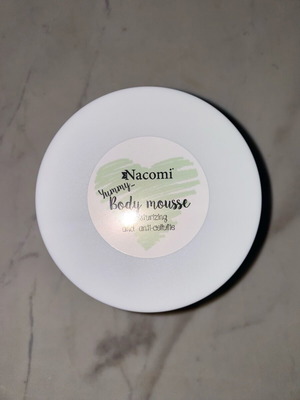 Nacomi
Yummy...
Body mousse
and anti-cellulite